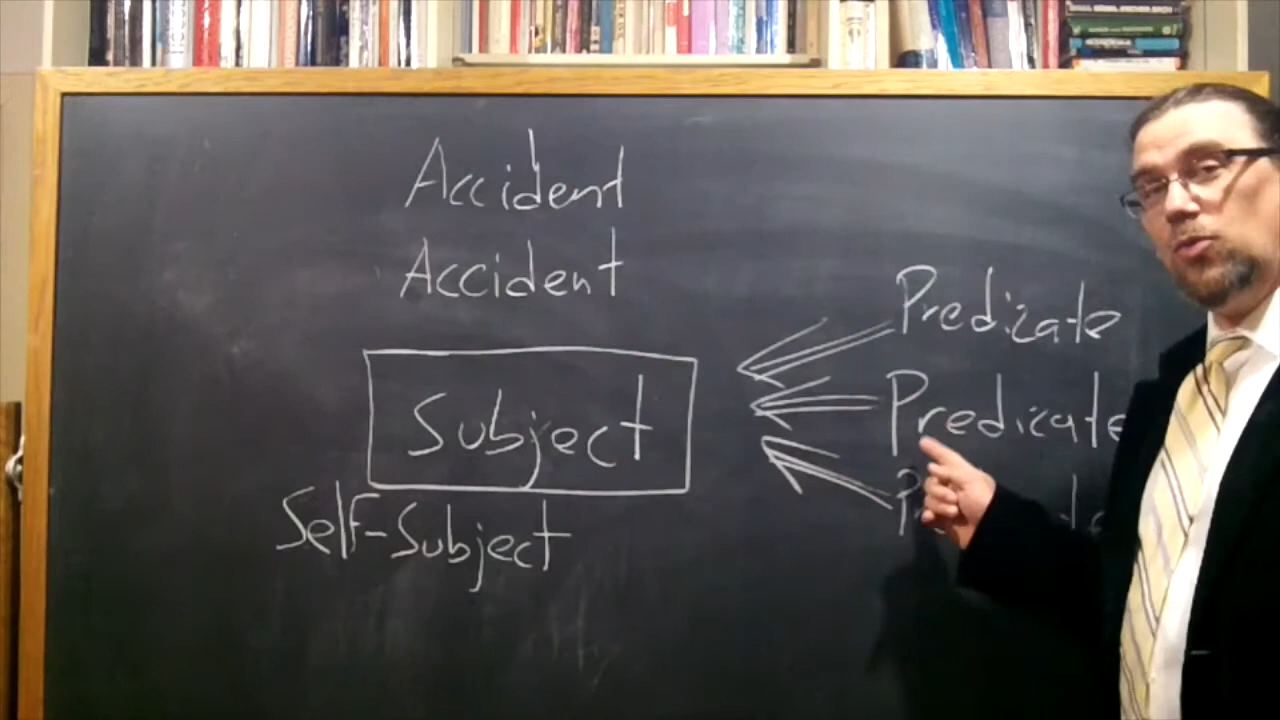 Accident
Accident
Predicate
Predicate
Subject
Self-Subject